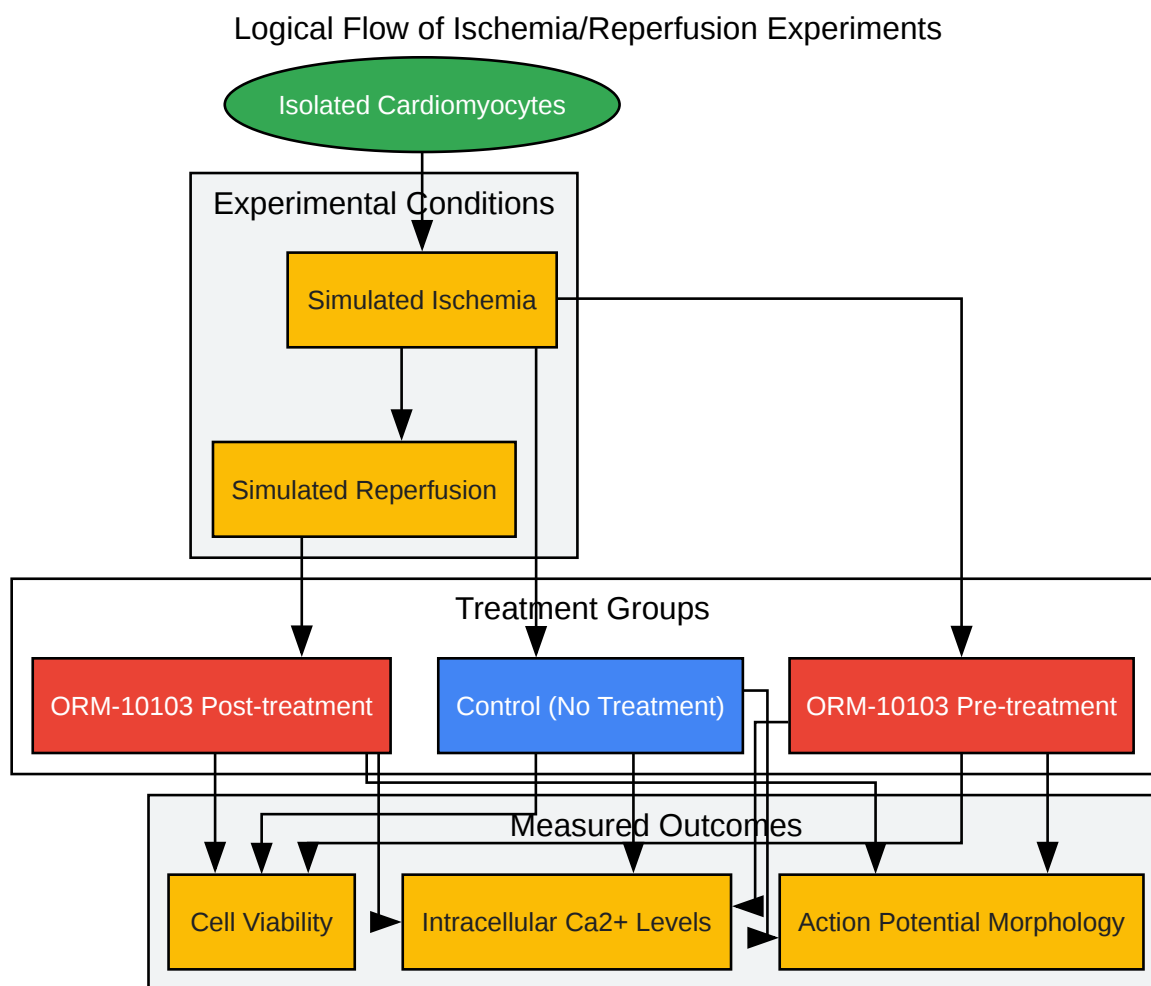 Logical Flow of Ischemia/Reperfusion Experiments
Isolated Cardiomyocytes
Experimental Conditions
Simulated Ischemia
Simulated Reperfusion
Treatment Groups
ORM-10103 Post-treatment
Control (No Treatment)
ORM-10103 Pre-treatment
Measured Outcomes
Cell Viability
Intracellular Ca2+ Levels
Action Potential Morphology